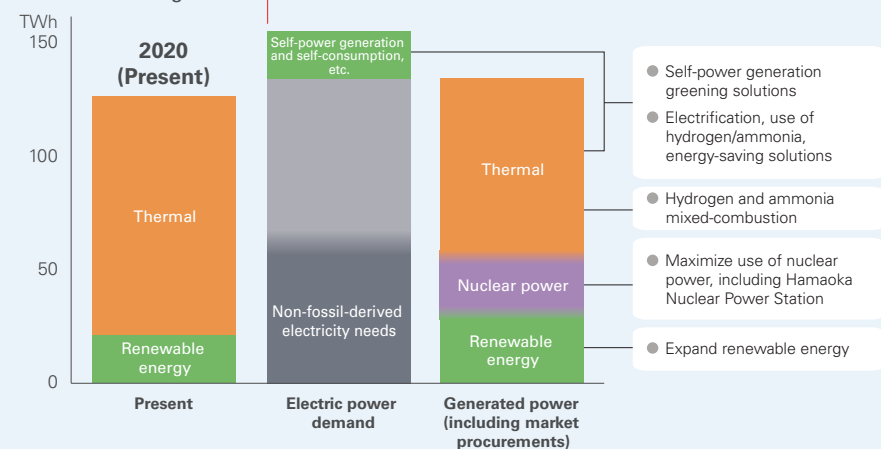 TWh
150
100
50
0
2020
(Present)
Thermal
Renewable
energy
Present
Self-power generation
and self-consumption,
etc.
Non-fossil-derived
electricity needs
Electric power
demand
Thermal
Nuclear power
Renewable
energy
Generated power
(including market
procurements)
Self-power generation
greening solutions
Electrification, use of
hydrogen/ammonia,
energy-saving solutions
Hydrogen and ammonia
mixed-combustion
Maximize use of nuclear
power, including Hamaoka
Nuclear Power Station
Expand renewable energy